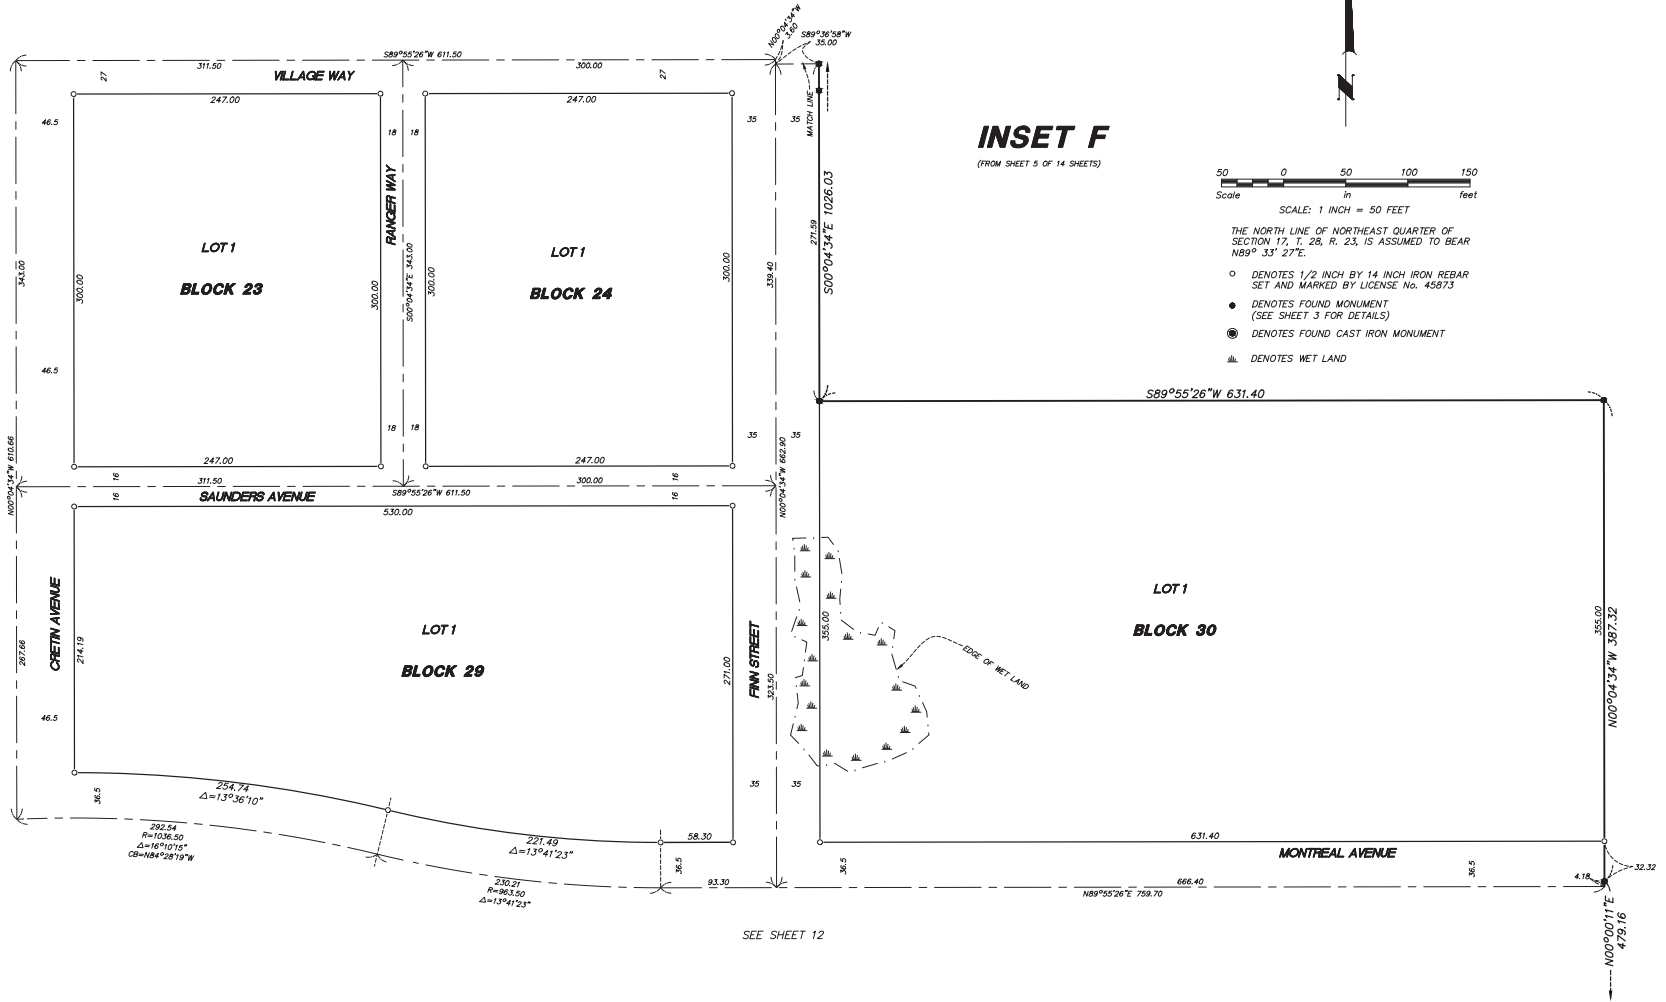 N00°04'34"W
3.60
S89°36'58"W
35.00
S89°55'26"W 611.50
311.50
VILLAGE WAY
300.00
27
27
247.00
247.00
46.5
18
18
35
35
MATCH LINE
INSET F
(FROM SHEET 5 OF 14 SHEETS)
50 0 50 100 150
Scale in feet
SCALE: 1 INCH = 50 FEET
THE NORTH LINE OF NORTHEAST QUARTER OF
SECTION 17, T. 28, R. 23, IS ASSUMED TO BEAR
N89° 33' 27"E.
DENOTES 1/2 INCH BY 14 INCH IRON REBAR
SET AND MARKED BY LICENSE No. 45873
DENOTES FOUND MONUMENT
(SEE SHEET 3 FOR DETAILS)
DENOTES FOUND CAST IRON MONUMENT
DENOTES WET LAND
N
RANGER WAY
S00°04'34"E 343.00
271.59
S00°04'34"E 1026.03
343.00
300.00
LOT 1
BLOCK 23
300.00
300.00
LOT 1
BLOCK 24
300.00
339.40
46.5
S89°55'26"W 631.40
18
18
35
35
N00°04'34"W 610.66
N00°04'34"W 662.90
247.00
247.00
16
16
311.50
300.00
SAUNDERS AVENUE
S89°55'26"W 611.50
16
16
530.00
CRETIN AVENUE
267.66
214.19
LOT 1
BLOCK 29
271.00
FINN STREET
323.50
355.00
EDGE OF WET LAND
LOT 1
BLOCK 30
355.00
N00°04'34"W 387.32
46.5
36.5
254.74
Δ=13°36'10"
35
35
292.54
R=1036.50
Δ=16°10'15"
CB=N84°28'19"W
221.49
Δ=13°41'23"
58.30
631.40
MONTREAL AVENUE
36.5
36.5
36.5
230.21
R=963.50
Δ=13°41'23"
93.30
666.40
N89°55'26"E 759.70
4.18
32.32
N00°00'11"E
479.16
SEE SHEET 12